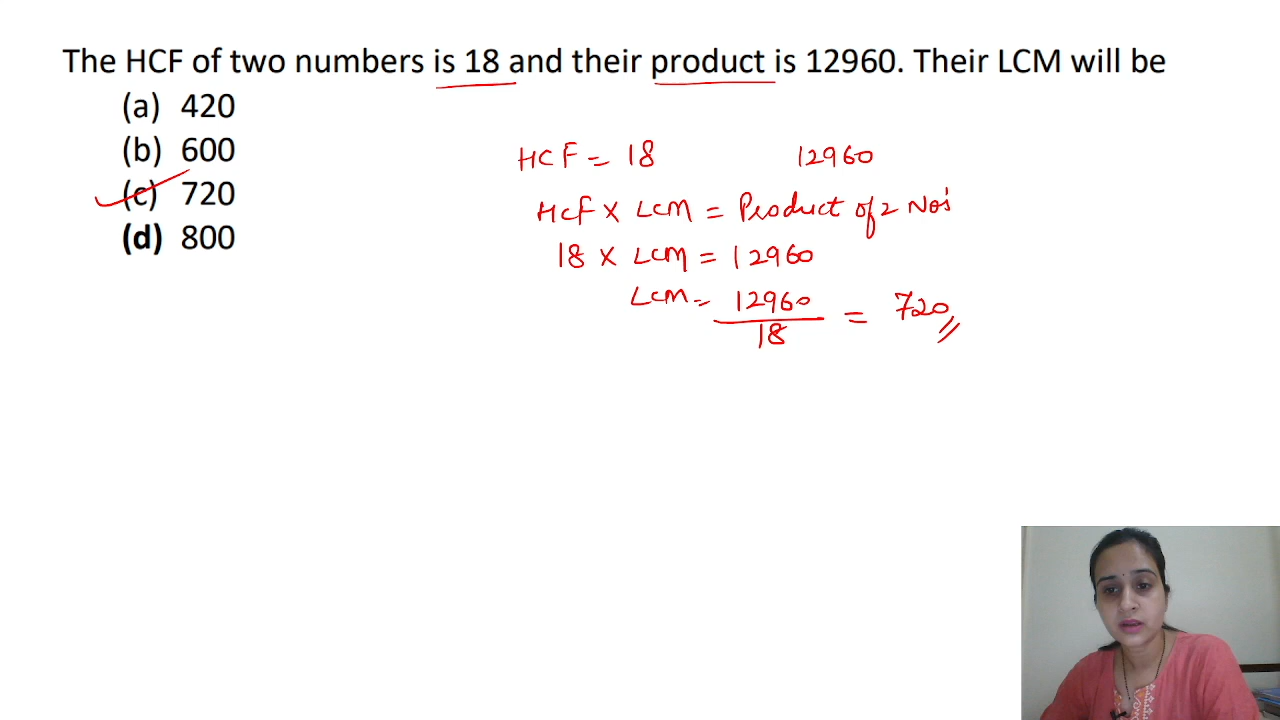 The HCF of two numbers is 18 and their product is 12960. Their LCM will be
(a) 420
(b) 600
(c) 720
(d) 800
HCF = 18 12960
HCF X LCM = Product of 2 No's
18 X LCM = 12960
LCM = 12960
18
= 720